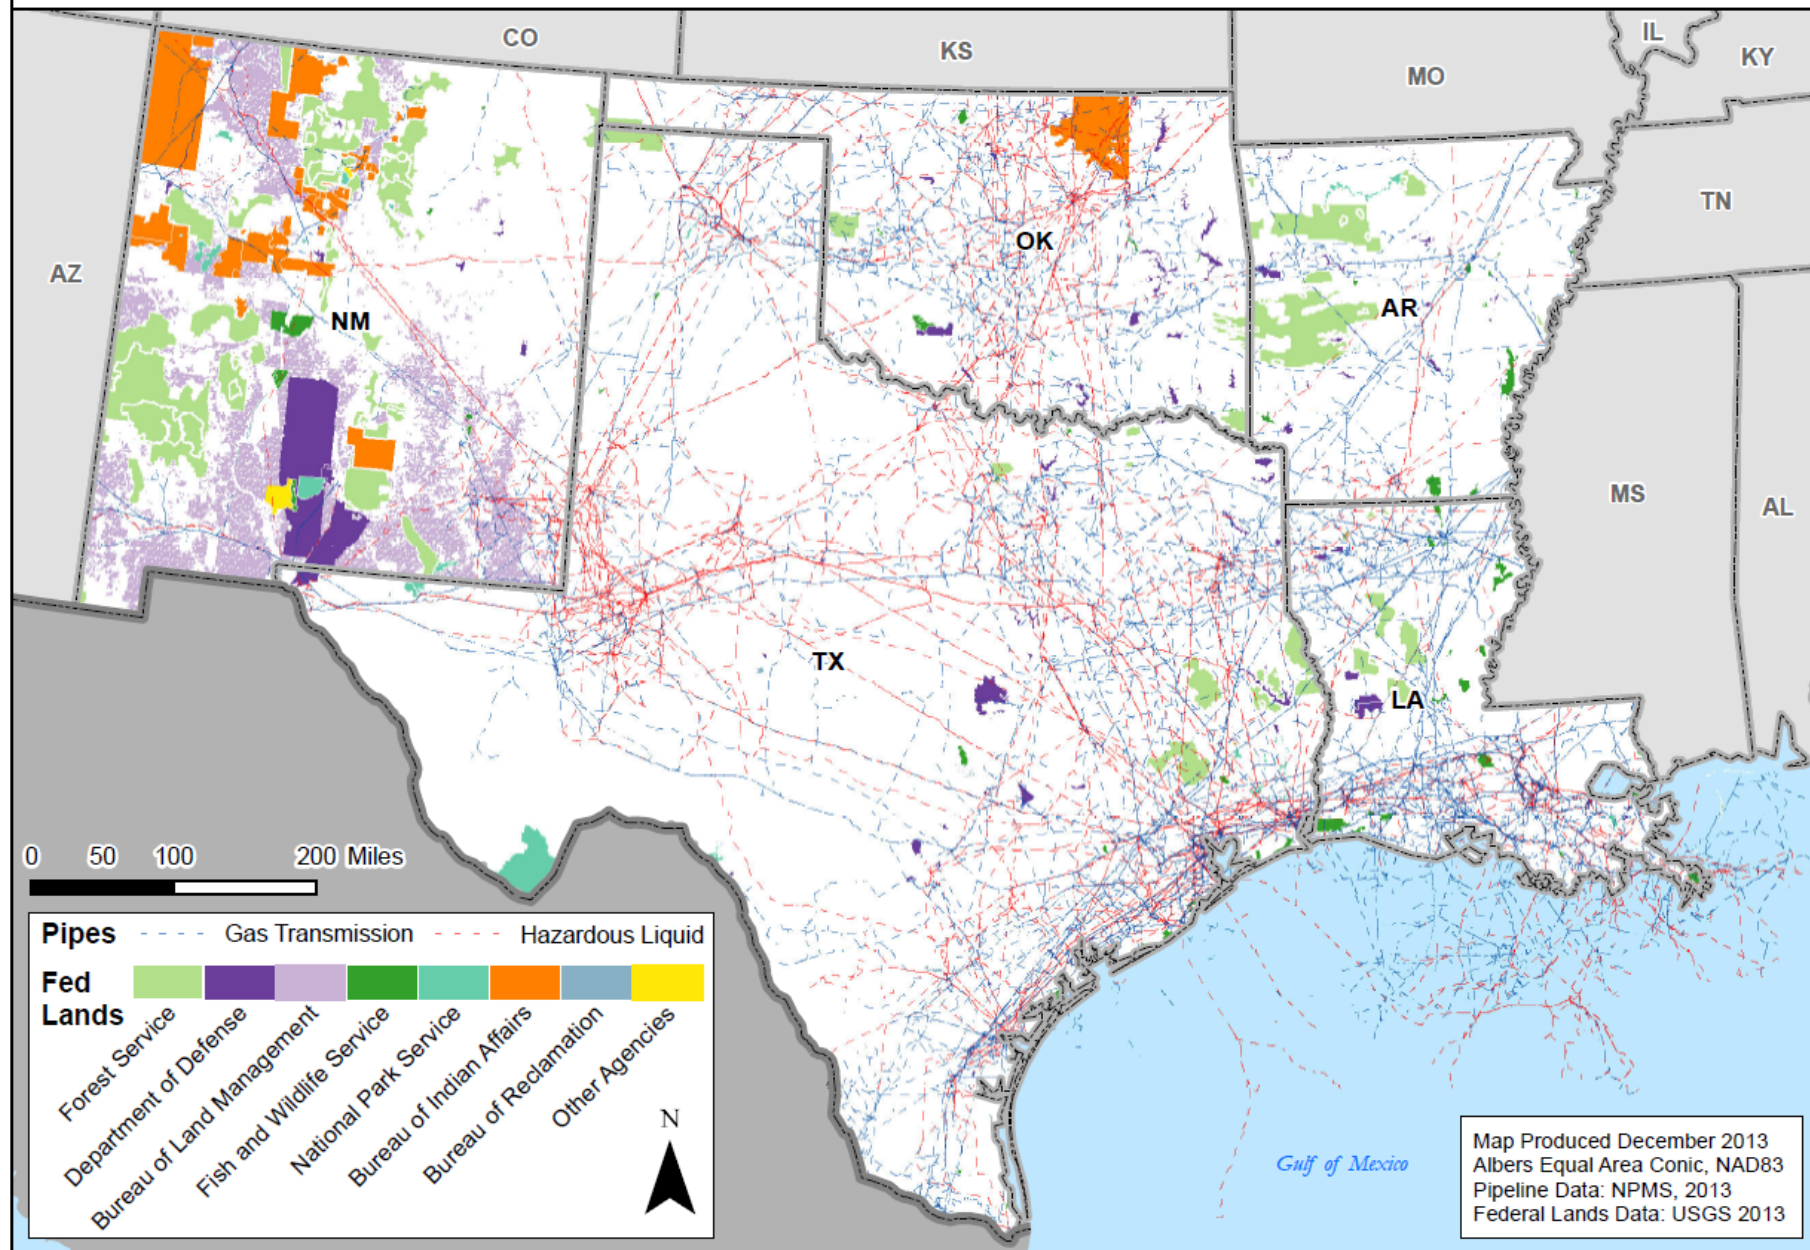 CO
KS
IL
KY
MO
TN
AZ
OK
NM
AR
MS
AL
TX
LA
0 50 100 200 Miles
Pipes Gas Transmission Hazardous Liquid
Fed
Lands
Forest Service
Department of Defense
Bureau of Land Management
Fish and Wildlife Service
National Park Service
Bureau of Indian Affairs
Bureau of Reclamation
Other Agencies
N
Gulf of Mexico
Map Produced December 2013
Albers Equal Area Conic, NAD83
Pipeline Data: NPMS, 2013
Federal Lands Data: USGS 2013